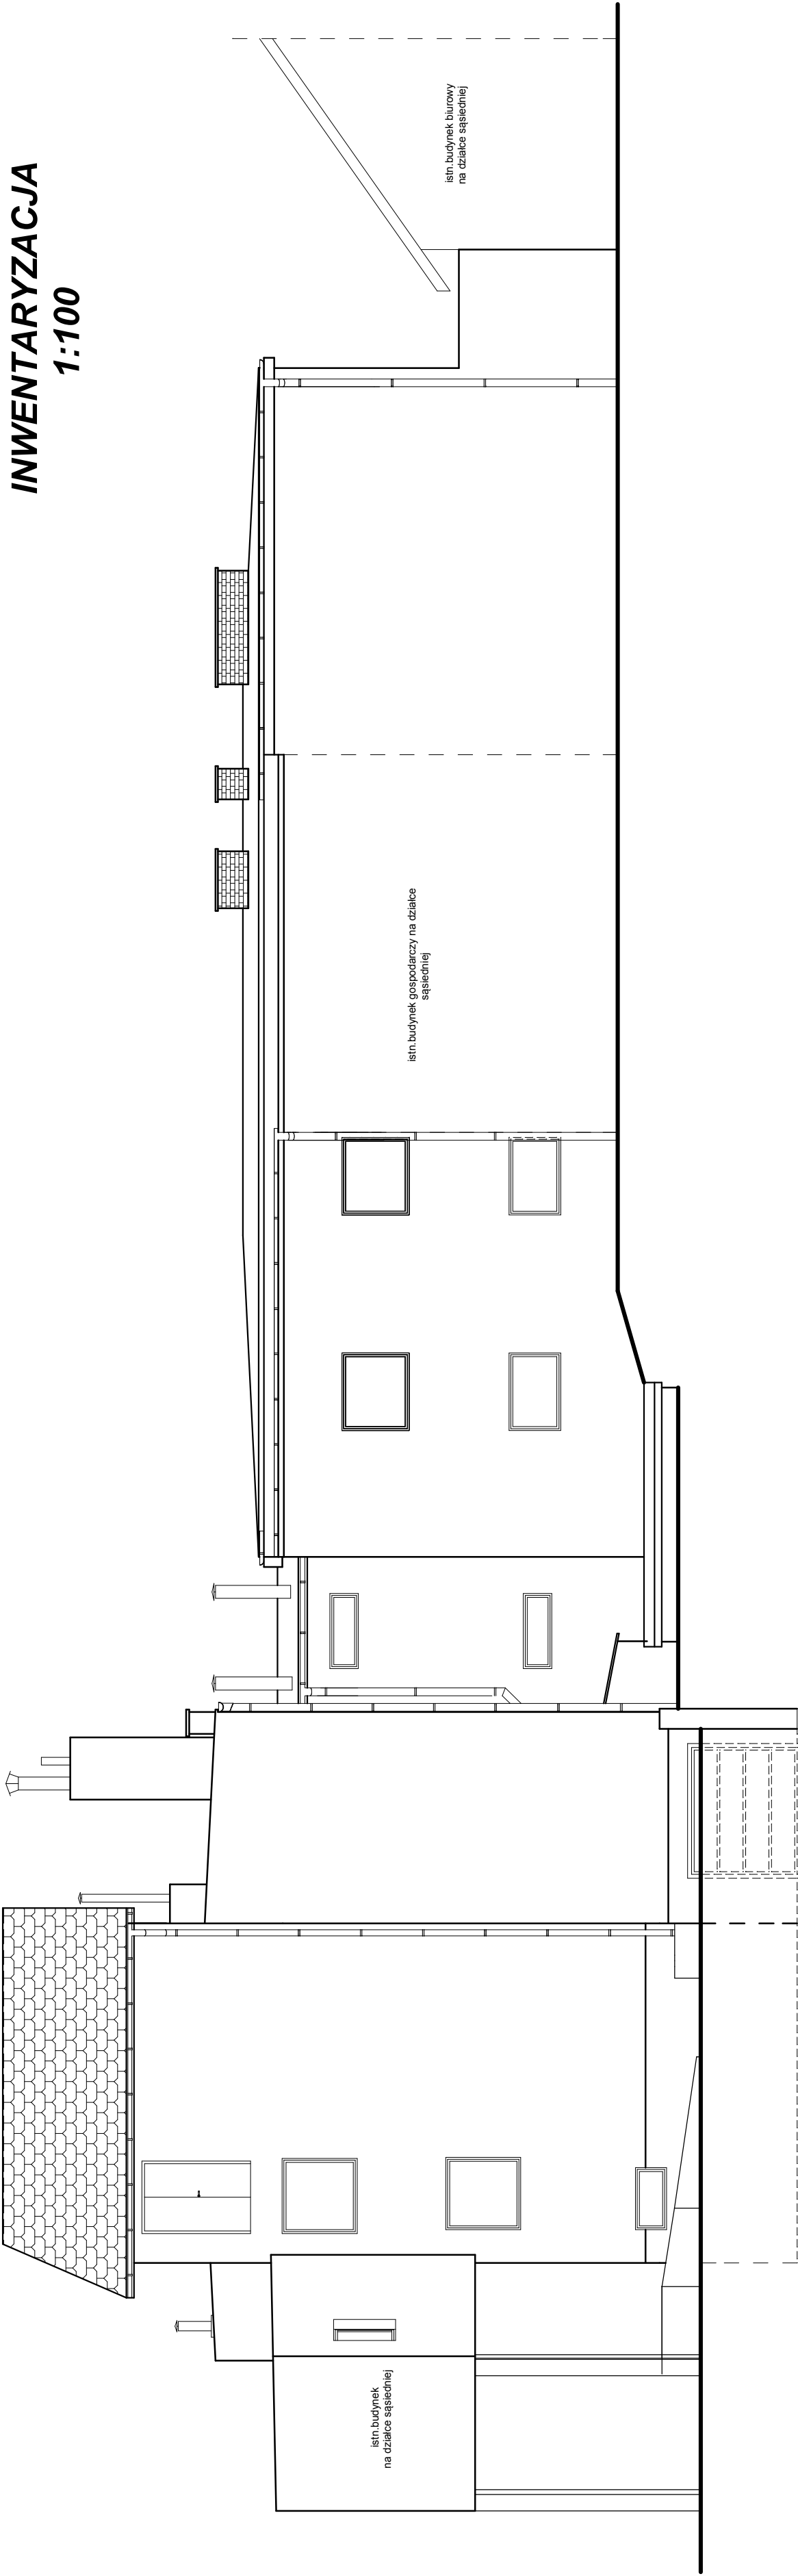 INWENTARYZACJA
1:100
istn.budynek
na działce sąsiedniej
istn.budynek gospodarczy na działce
sąsiedniej
istn.budynek biurowy
na działce sąsiedniej